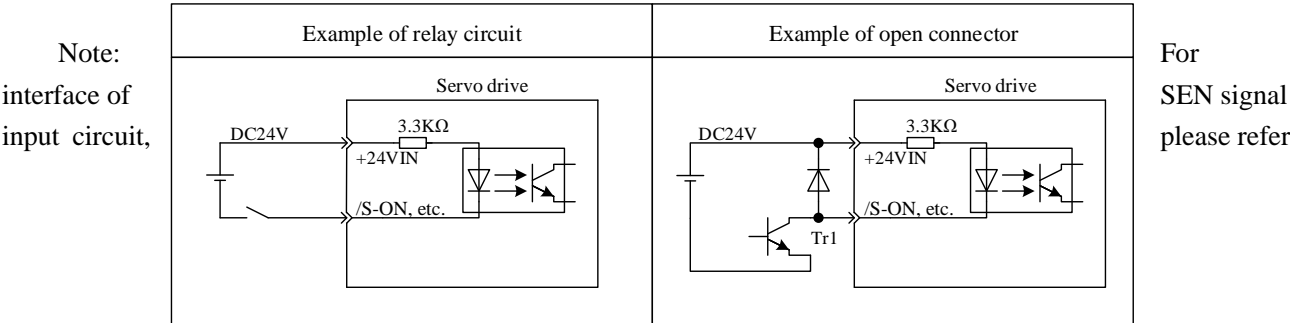 Example of relay circuit
Example of open connector
Note:
For
interface of
SEN signal
input circuit,
please refer
Servo drive
DC24V
3.3KΩ
+24VIN
/S-ON, etc.
Servo drive
DC24V
3.3KΩ
+24VIN
/S-ON, etc.
Tr1